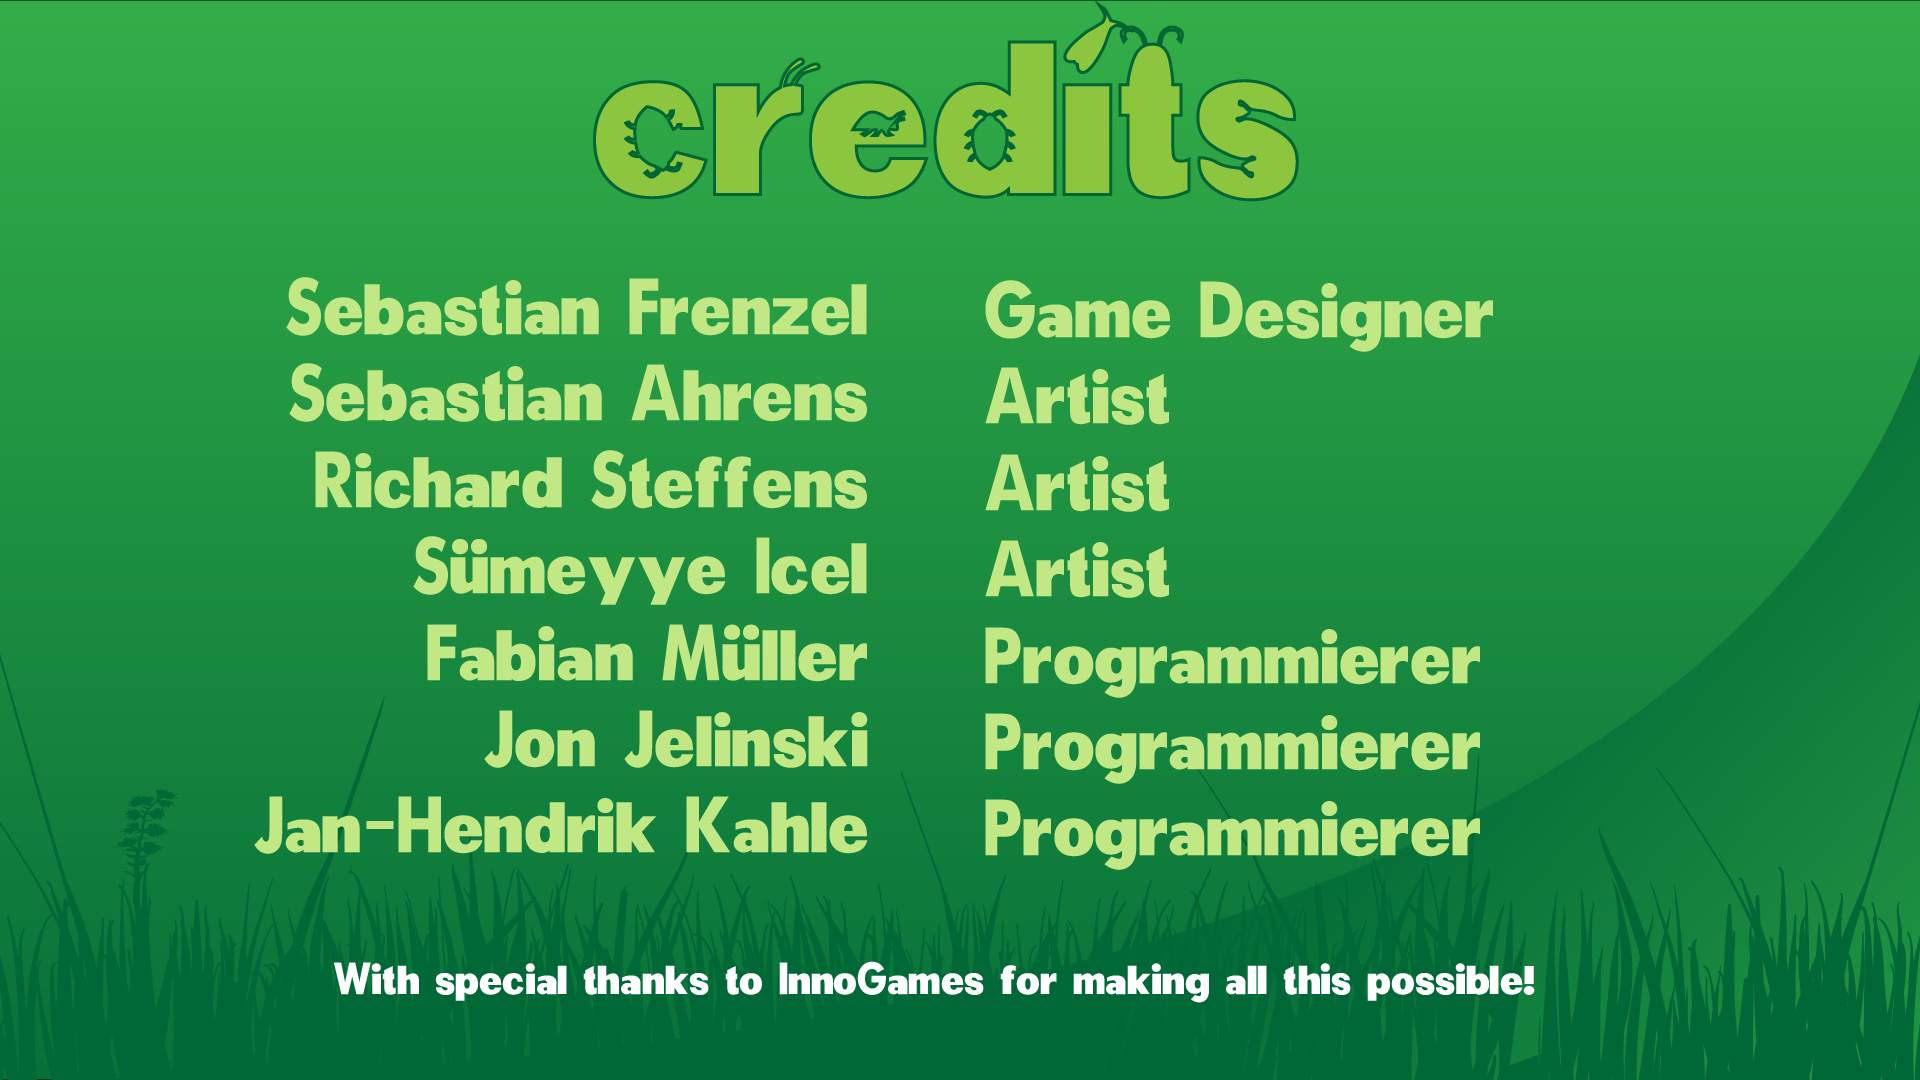 credits
Sebastian Frenzel Game Designer
Sebastian Ahrens Artist
Richard Steffens Artist
Sümeyye Icel Artist
Fabian Müller Programmierer
Jon Jelinski Programmierer
Jan-Hendrik Kahle Programmierer
With special thanks to InnoGames for making all this possible!